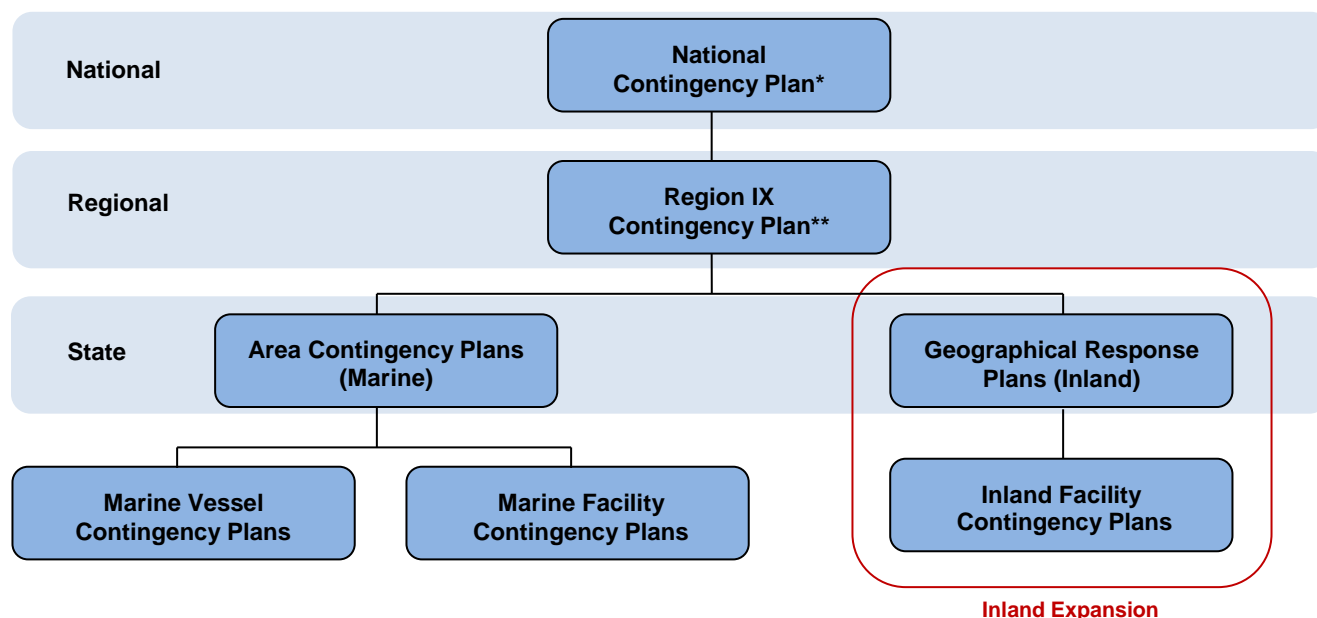 National
National
Contingency Plan*
Regional
Region IX
Contingency Plan**
State
Area Contingency Plans
(Marine)
Geographical Response
Plans (Inland)
Marine Vessel
Contingency Plans
Marine Facility
Contingency Plans
Inland Facility
Contingency Plans
Inland Expansion